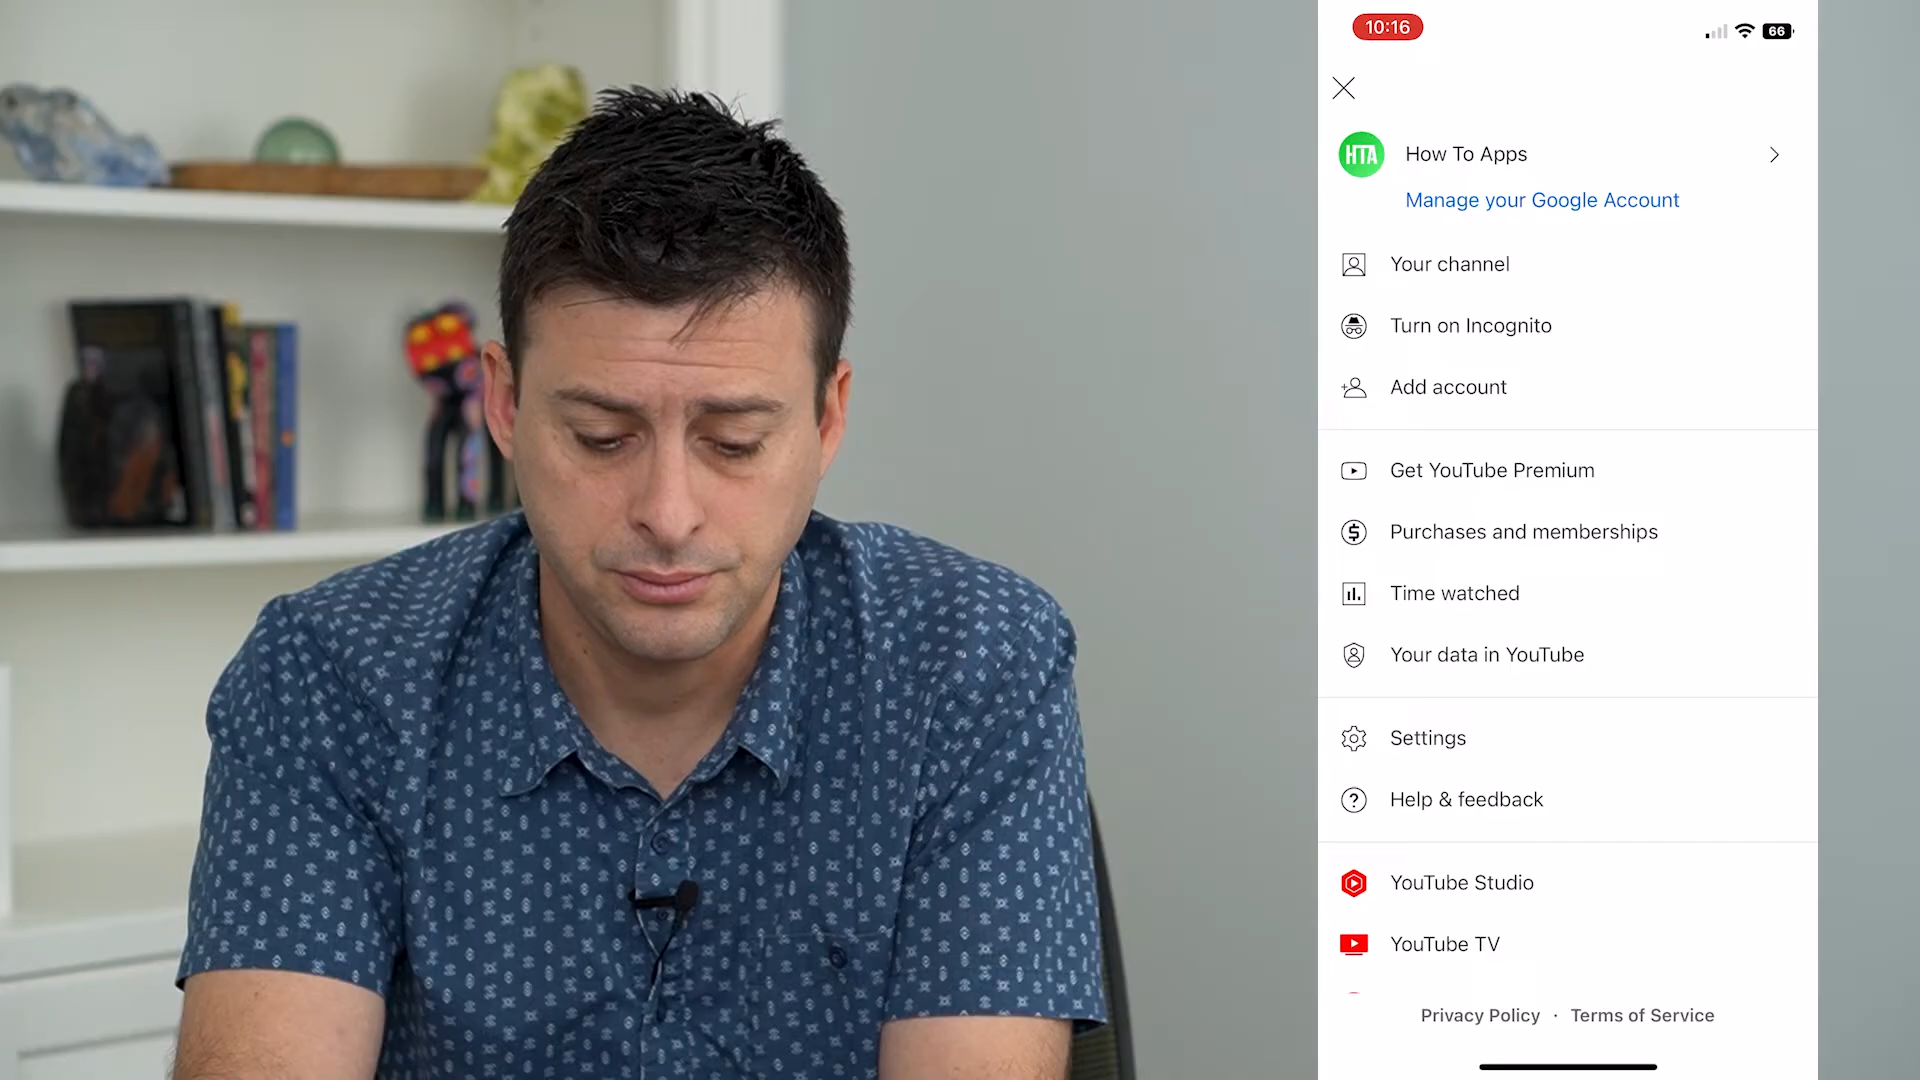 10:16
66
HTA
How To Apps
Manage your Google Account
Your channel
Turn on Incognito
Add account
Get YouTube Premium
Purchases and memberships
Time watched
Your data in YouTube
Settings
Help & feedback
YouTube Studio
YouTube TV
Privacy Policy · Terms of Service